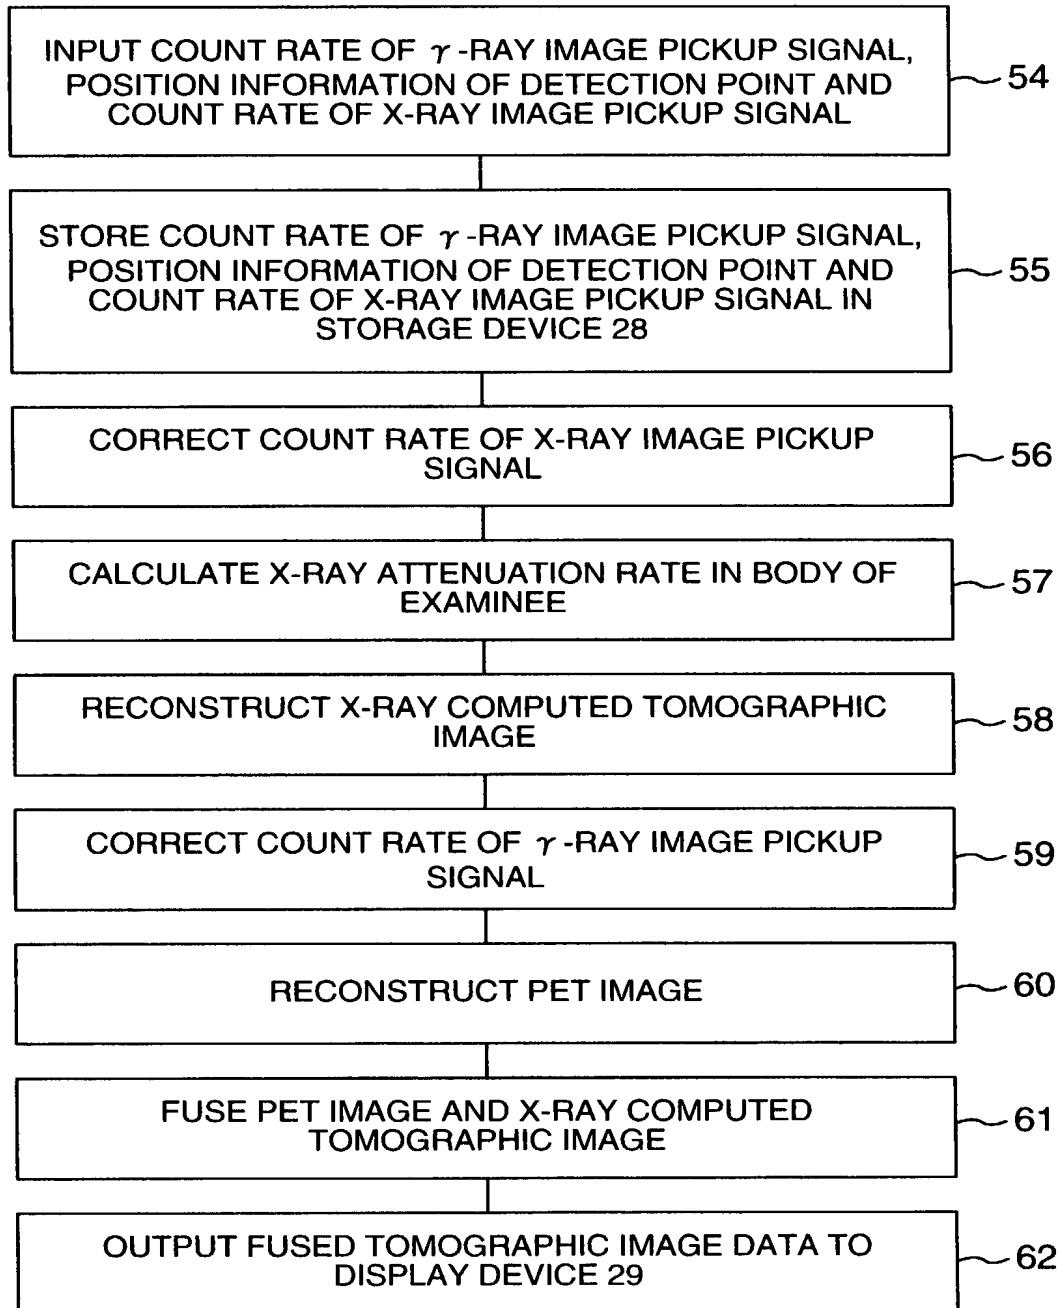 INPUT COUNT RATE OF γ-RAY IMAGE PICKUP SIGNAL,
POSITION INFORMATION OF DETECTION POINT AND
COUNT RATE OF X-RAY IMAGE PICKUP SIGNAL
54
STORE COUNT RATE OF γ-RAY IMAGE PICKUP SIGNAL,
POSITION INFORMATION OF DETECTION POINT AND
COUNT RATE OF X-RAY IMAGE PICKUP SIGNAL IN
STORAGE DEVICE 28
55
CORRECT COUNT RATE OF X-RAY IMAGE PICKUP
SIGNAL
56
CALCULATE X-RAY ATTENUATION RATE IN BODY OF
EXAMINEE
57
RECONSTRUCT X-RAY COMPUTED TOMOGRAPHIC
IMAGE
58
CORRECT COUNT RATE OF γ-RAY IMAGE PICKUP
SIGNAL
59
RECONSTRUCT PET IMAGE
60
FUSE PET IMAGE AND X-RAY COMPUTED
TOMOGRAPHIC IMAGE
61
OUTPUT FUSED TOMOGRAPHIC IMAGE DATA TO
DISPLAY DEVICE 29
62